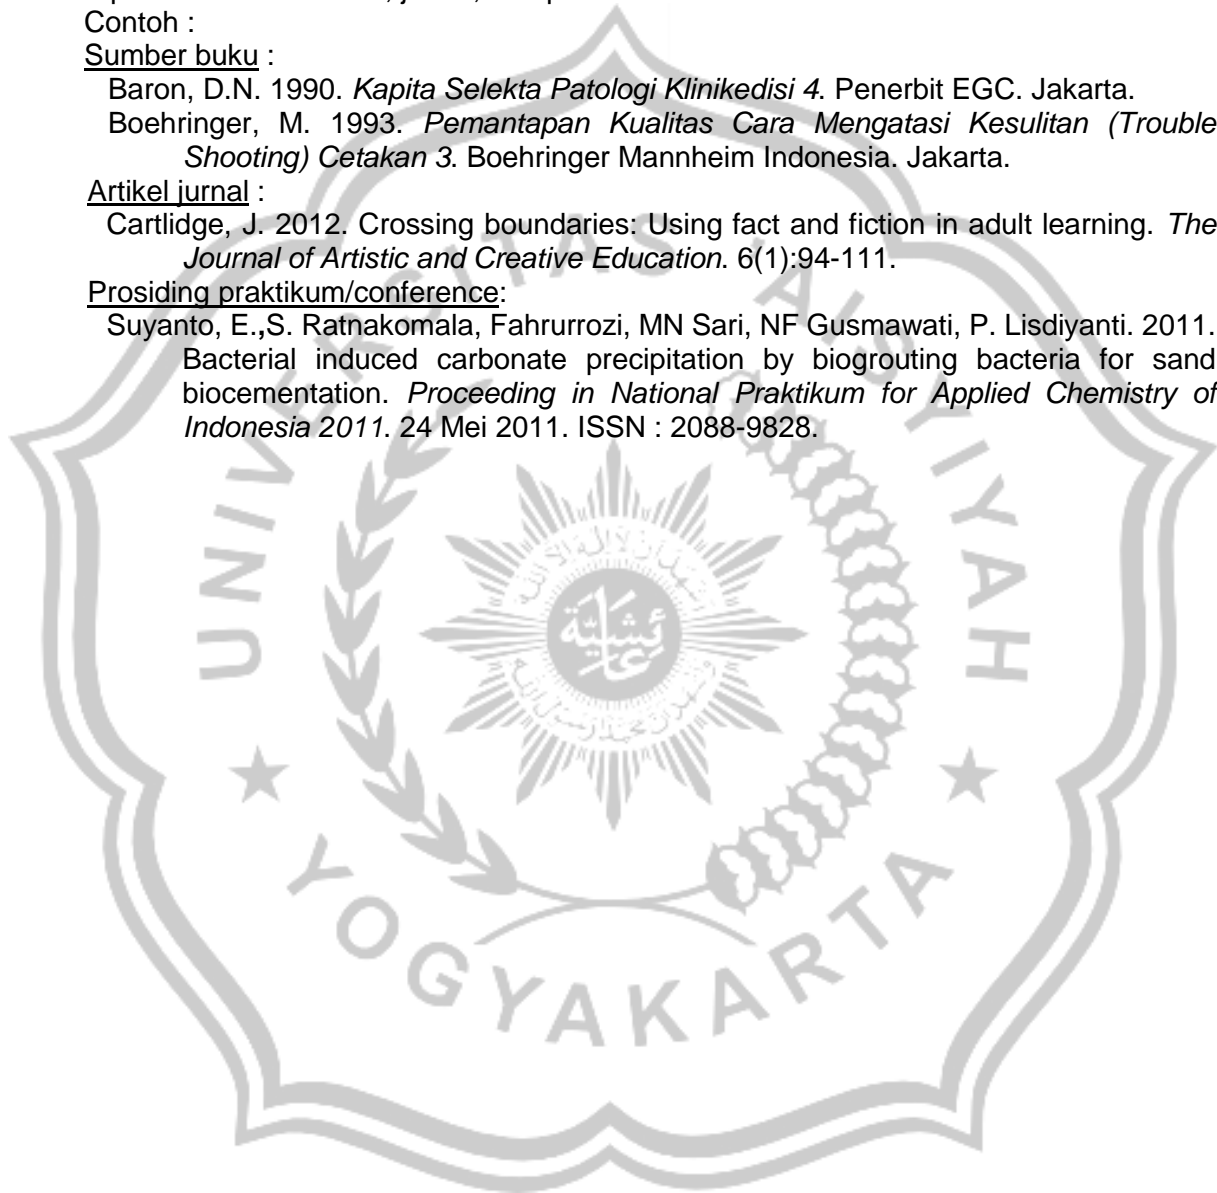 Contoh :
Sumber buku :
Baron, D.N. 1990. Kapita Selekta Patologi Klinikedisi 4. Penerbit EGC. Jakarta.
Boehringer, M. 1993. Pemantapan Kualitas Cara Mengatasi Kesulitan (Trouble
Shooting) Cetakan 3. Boehringer Mannheim Indonesia. Jakarta.
Artikel jurnal :
Cartlidge, J. 2012. Crossing boundaries: Using fact and fiction in adult learning. The
Journal of Artistic and Creative Education. 6(1):94-111.
Prosiding praktikum/conference:
Suyanto, E.,S. Ratnakomala, Fahrurrozi, MN Sari, NF Gusmawati, P. Lisdiyanti. 2011.
Bacterial induced carbonate precipitation by biogrouting bacteria for sand
biocementation. Proceeding in National Praktikum for Applied Chemistry of
Indonesia 2011. 24 Mei 2011. ISSN : 2088-9828.
UNIVERSITAS 'AISYIYAH
YOGYAKARTA